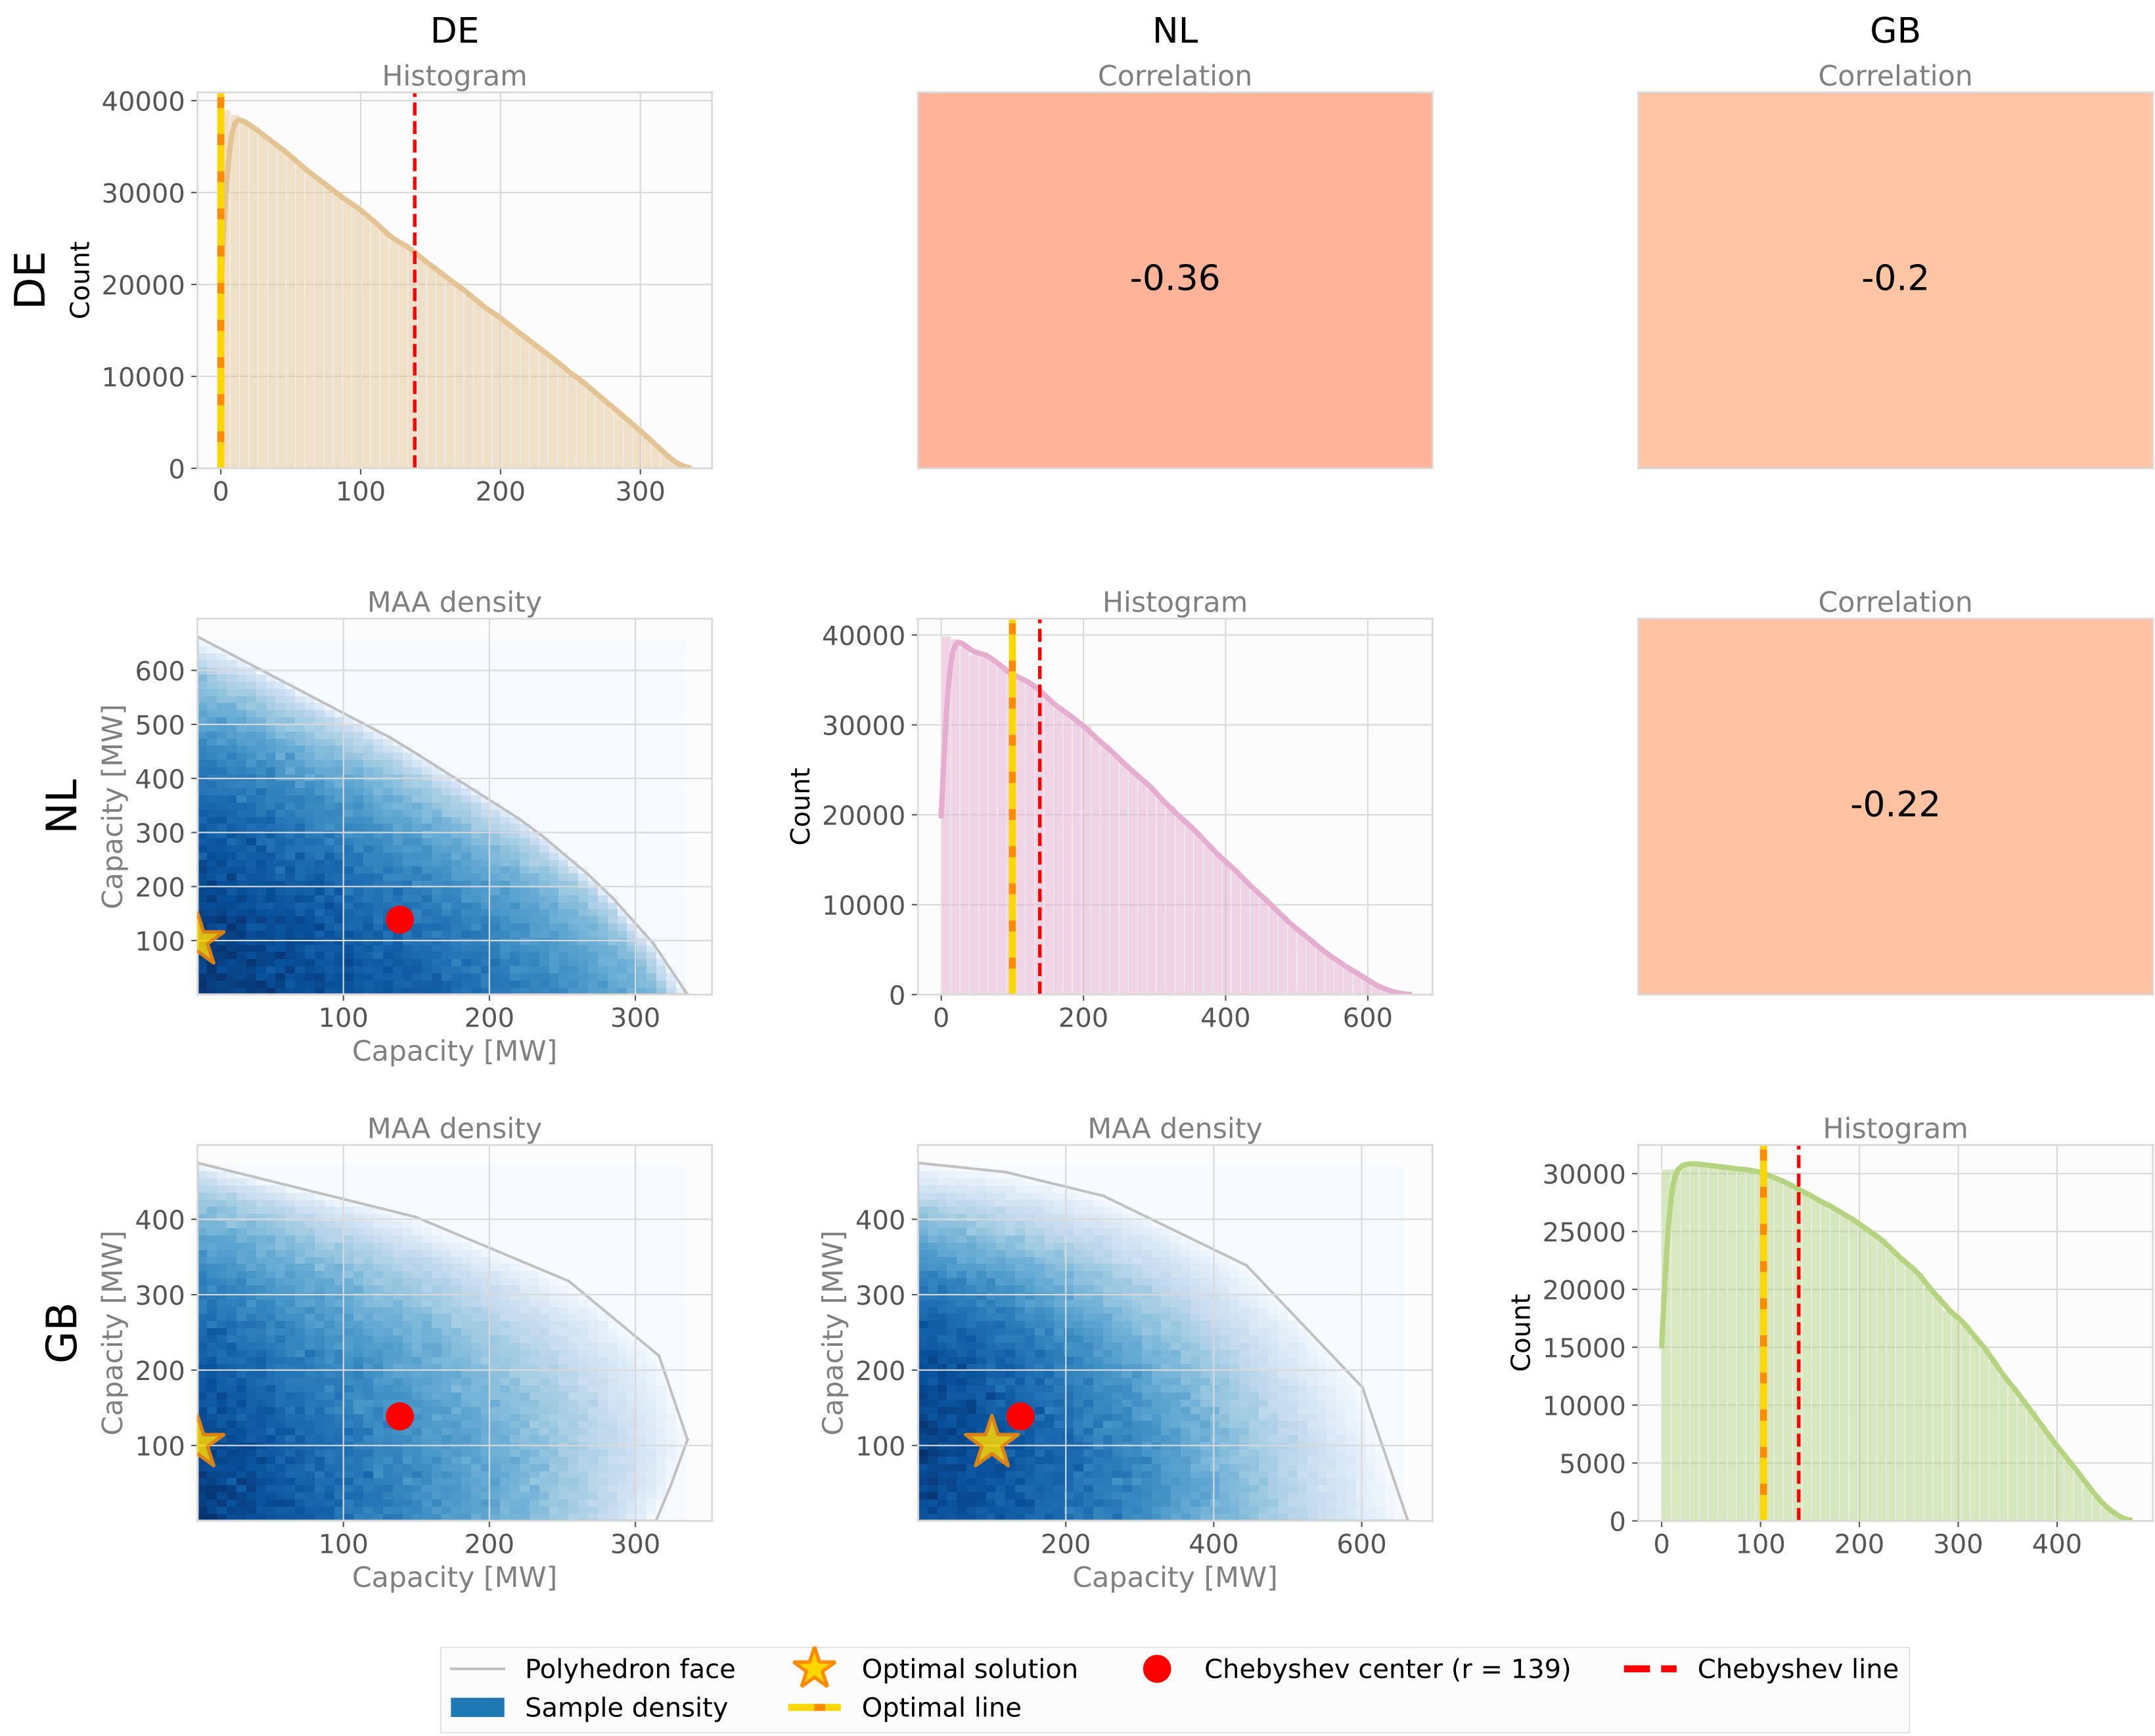 DE
NL
GB
Histogram
Correlation
Correlation
DE
Count
40000
30000
20000
10000
0
0 100 200 300
-0.36
-0.2
MAA density
Histogram
Correlation
NL
Capacity [MW]
600
500
400
300
200
100
100 200 300
Capacity [MW]
Count
40000
30000
20000
10000
0
0 200 400 600
-0.22
MAA density
MAA density
Histogram
GB
Capacity [MW]
400
300
200
100
100 200 300
Capacity [MW]
Capacity [MW]
400
300
200
100
200 400 600
Capacity [MW]
Count
30000
25000
20000
15000
10000
5000
0
0 100 200 300 400
Polyhedron face
Optimal solution
Chebyshev center (r = 139)
Chebyshev line
Sample density
Optimal line